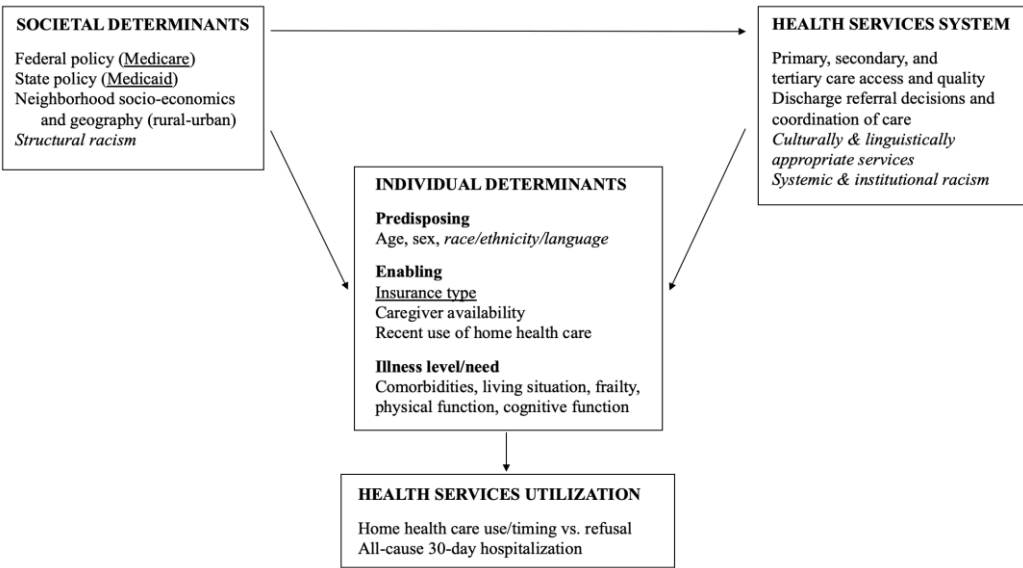 SOCIETAL DETERMINANTS
Federal policy (Medicare)
State policy (Medicaid)
Neighborhood socio-economics
and geography (rural-urban)
Structural racism
HEALTH SERVICES SYSTEM
Primary, secondary, and
tertiary care access and quality
Discharge referral decisions and
coordination of care
Culturally & linguistically
appropriate services
Systemic & institutional racism
INDIVIDUAL DETERMINANTS
Predisposing
Age, sex, race/ethnicity/language
Enabling
Insurance type
Caregiver availability
Recent use of home health care
Illness level/need
Comorbidities, living situation, frailty,
physical function, cognitive function
HEALTH SERVICES UTILIZATION
Home health care use/timing vs. refusal
All-cause 30-day hospitalization